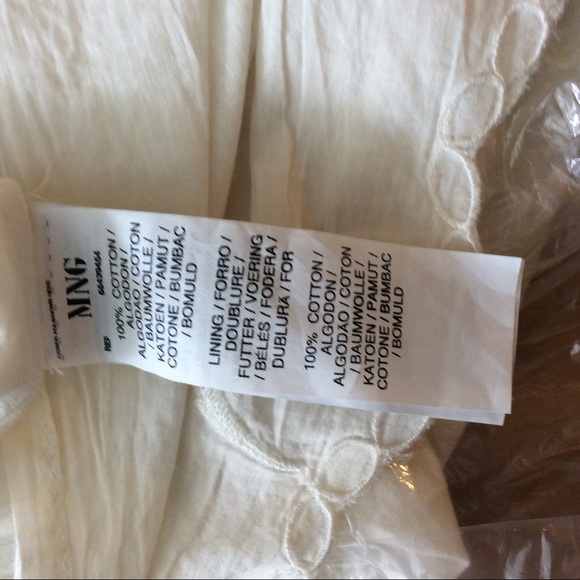 MNG
REF
100% COTTON /
ALGODON /
ALGODÃO / COTON
/ BAUMWOLLE /
KATOEN / PAMUT /
COTONE / BUMBAC
/ BOMULD
LINING / FORRO /
DOUBLURE /
FUTTER / VOERING
/ BÉLÉS / FODERA /
DUBLURA / FOR
100% COTTON /
ALGODON /
ALGODÃO / COTON
/ BAUMWOLLE /
KATOEN / PAMUT /
COTONE / BUMBAC
/ BOMULD